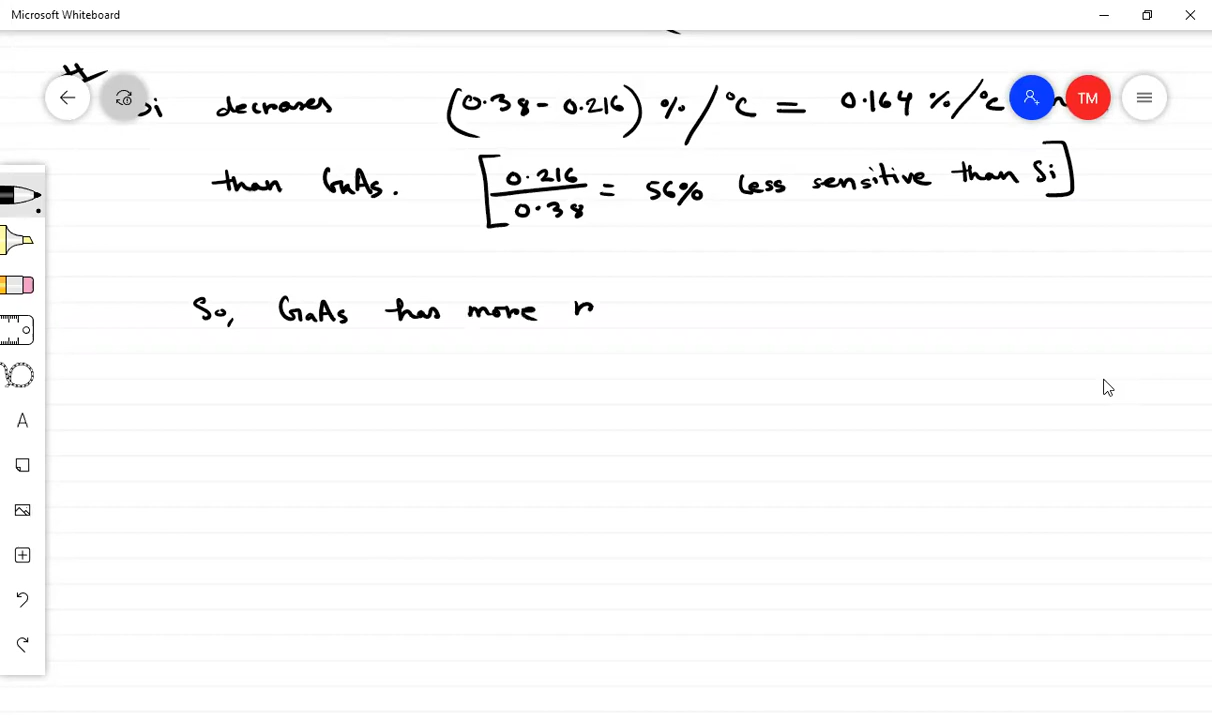 Microsoft Whiteboard
Si decreases (0.38 - 0.216) % / °C = 0.164 % / °C
TM
than GaAs. [0.216 / 0.38 = 56% less sensitive than Si]
So, GaAs has more r
A